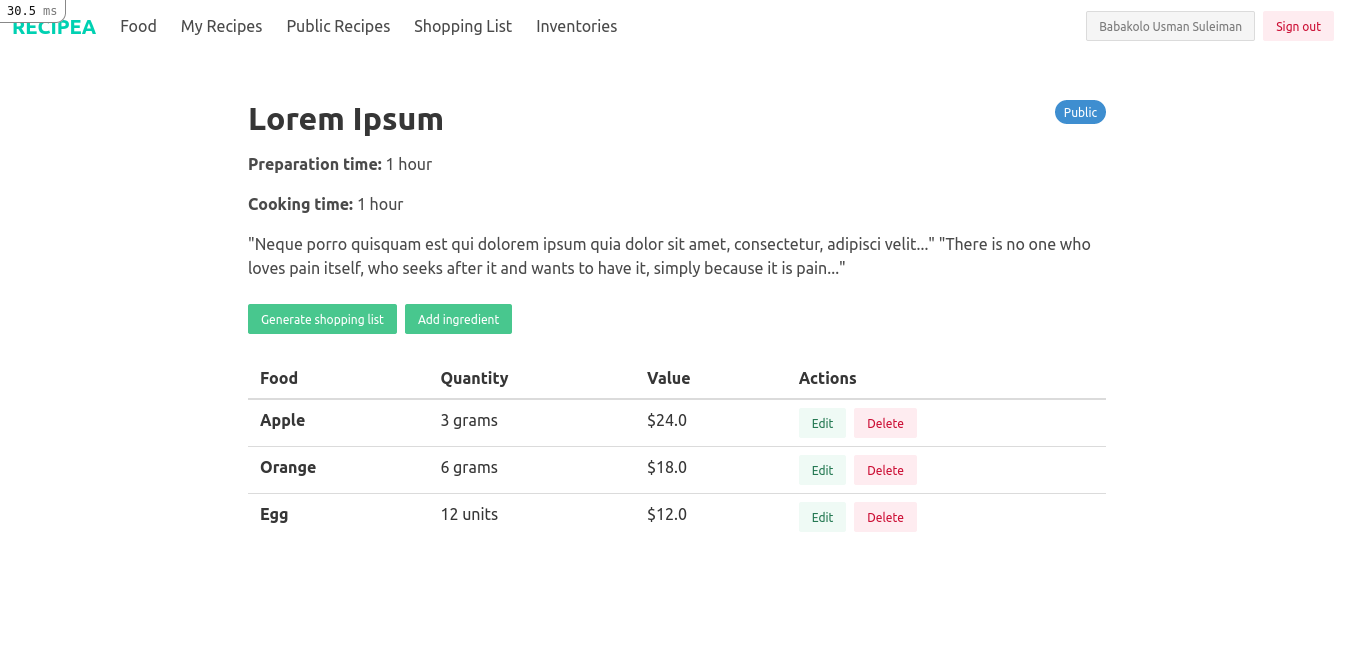 30.5 ms
RECIPEA Food My Recipes Public Recipes Shopping List Inventories Babakolo Usman Suleiman Sign out
Lorem Ipsum Public
Preparation time: 1 hour
Cooking time: 1 hour
"Neque porro quisquam est qui dolorem ipsum quia dolor sit amet, consectetur, adipisci velit..." "There is no one who
loves pain itself, who seeks after it and wants to have it, simply because it is pain..."
Generate shopping list Add ingredient
Food Quantity Value Actions
Apple 3 grams $24.0 Edit Delete
Orange 6 grams $18.0 Edit Delete
Egg 12 units $12.0 Edit Delete